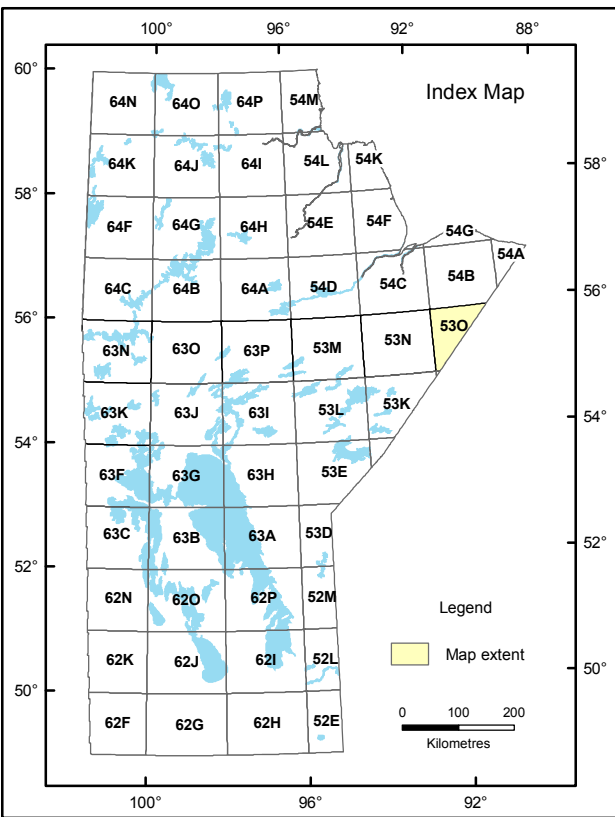 100° 96° 92° 88°
60°
Index Map
64N 64O 64P 54M
64K 64J 64I 54L 54K
58° 58°
64F 64G 64H 54E 54F 54G
54A
64C 64B 64A 54D 54C 54B
56° 56°
63N 63O 63P 53M 53N 53O
63K 63J 63I 53L 53K
54° 54°
63F 63G 63H 53E
63C 63B 63A 53D
52° 52°
62N 62O 62P 52M
Legend
62K 62J 62I 52L
Map extent
50° 50°
62F 62G 62H 52E
0 100 200
Kilometres
100° 96° 92°